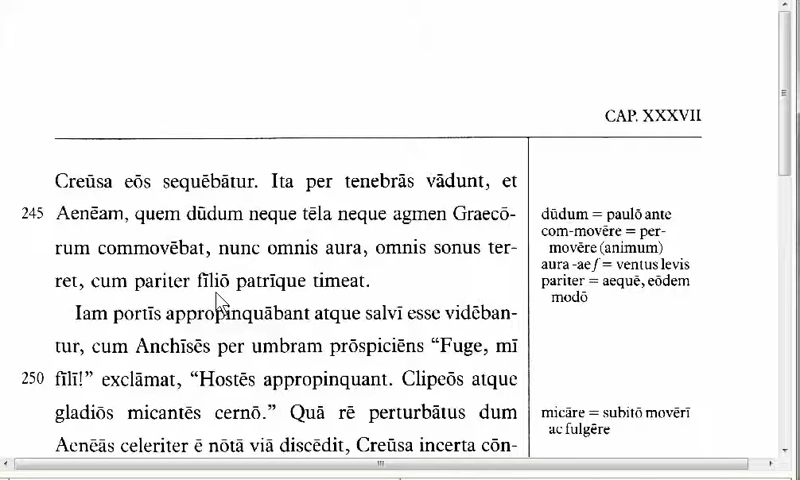 CAP. XXXVII
Creūsa eōs sequēbātur. Ita per tenebrās vādunt, et
245 Aenēam, quem dūdum neque tēla neque agmen Graecō-
rum commovēbat, nunc omnis aura, omnis sonus ter-
ret, cum pariter fīliō patrīque timeat.
Iam portīs appropinquābant atque salvī esse vidēban-
tur, cum Anchīsēs per umbram prōspiciēns “Fuge, mī
250 fīlī!” exclāmat, “Hostēs appropinquant. Clipeōs atque
gladiōs micantēs cernō.” Quā rē perturbātus dum
Aenēās celeriter ē nōtā viā discēdit, Creūsa incerta cōn-
dūdum = paulō ante
com-movēre = per-
movēre (animum)
aura -ae f = ventus levis
pariter = aequē, eōdem
modō
micāre = subitō movērī
ac fulgēre